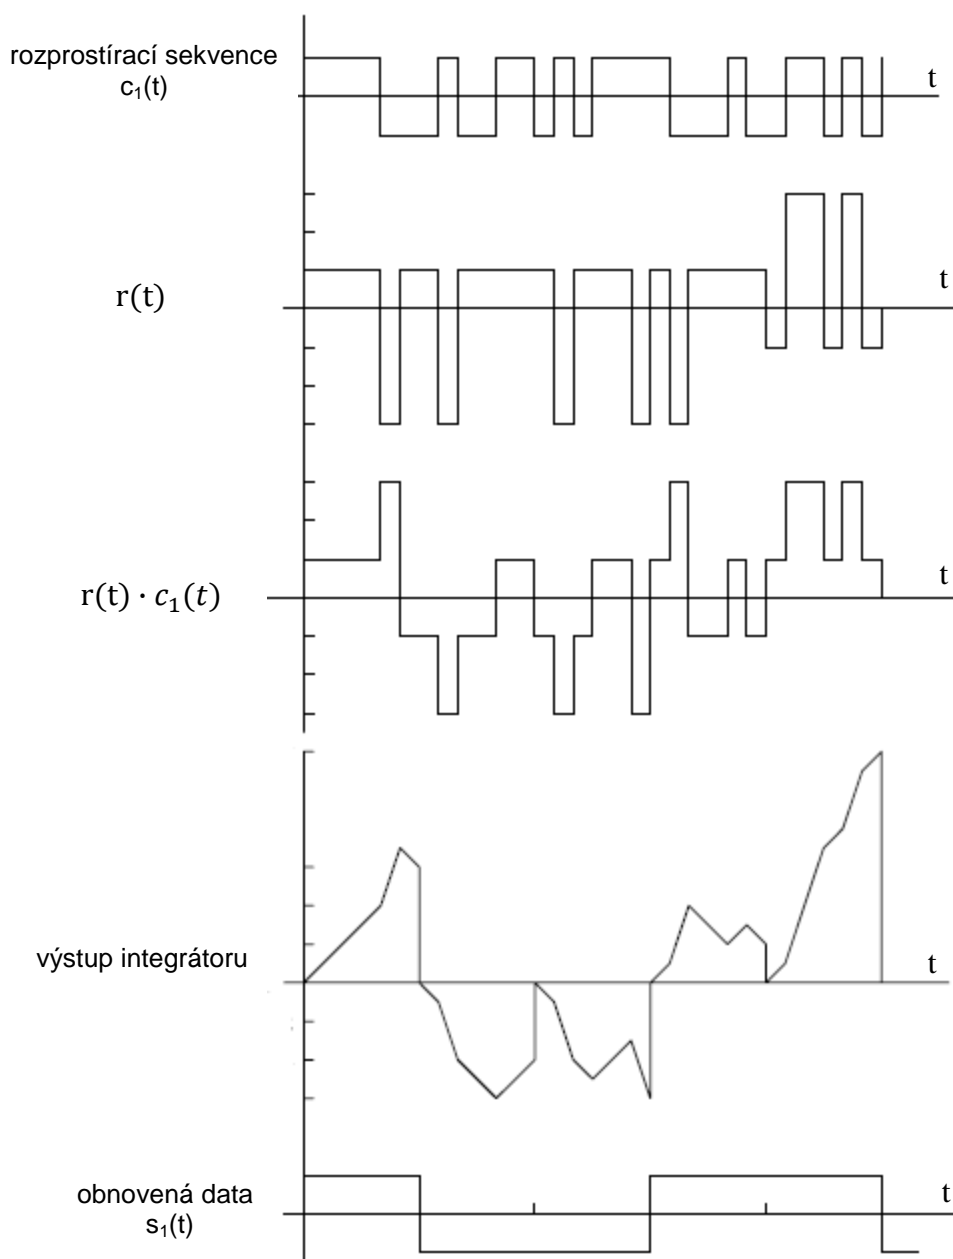 rozprostírací sekvence
c₁(t)
t
r(t)
t
r(t) · c₁(t)
t
výstup integrátoru
t
obnovená data
s₁(t)
t